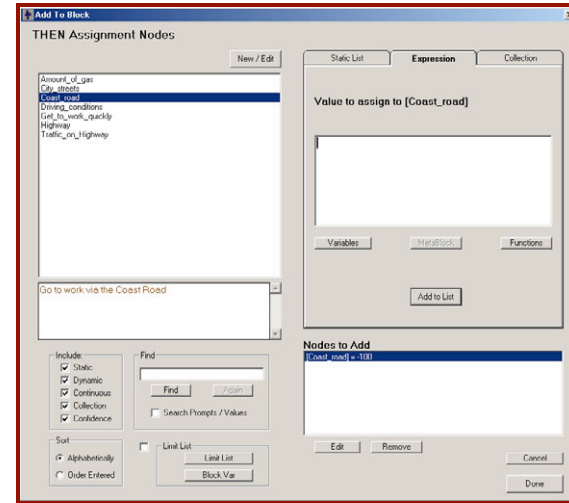 Add To Block
THEN Assignment Nodes
New / Edit
Amount_of_gas
City_streets
Coast_road
Driving_conditions
Get_to_work_quickly
Highway
Traffic_on_Highway
Go to work via the Coast Road
Include:
Static
Dynamic
Continuous
Collection
Confidence
Find
Find
Again
Search Prompts / Values
Sort
Alphabetically
Order Entered
Limit List
Limit List
Block Var
Static List
Expression
Collection
Value to assign to [Coast_road]
Variables
MetaBlock
Functions
Add to List
Nodes to Add
[Coast_road] = -100
Edit
Remove
Cancel
Done